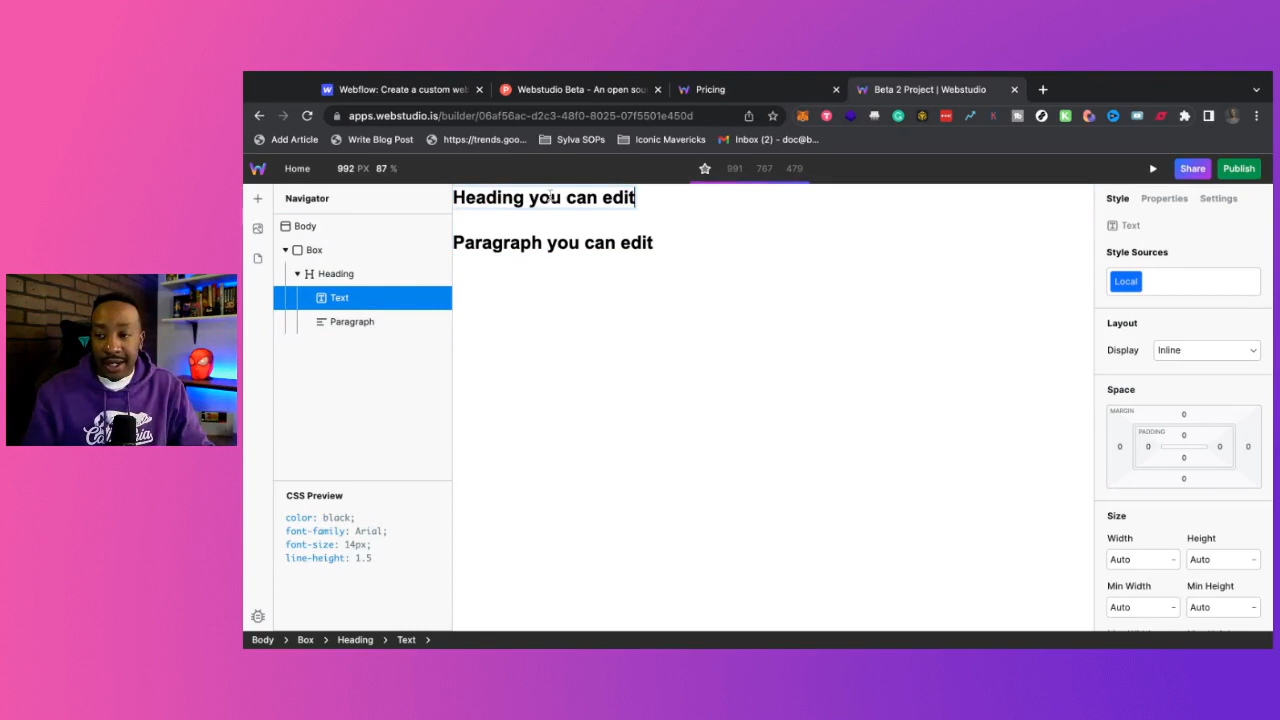 Webflow: Create a custom we
Webstudio Beta - An open sou
Pricing
Beta 2 Project | Webstudio
apps.webstudio.is/builder/06af56ac-d2c3-48f0-8025-07f5501e450d
Add Article
Write Blog Post
https://trends.goo...
Sylva SOPs
Iconic Mavericks
Inbox (2) - doc@b...
Home
992 PX 87 %
991 767 479
Share
Publish
Navigator
Body
Box
Heading
Text
Paragraph
CSS Preview
color: black;
font-family: Arial;
font-size: 14px;
line-height: 1.5
Heading you can edit
Paragraph you can edit
Style Properties Settings
Text
Style Sources
Local
Layout
Display Inline
Space
MARGIN
0
PADDING
0
0 0 0 0
0
0
Size
Width Height
Auto – Auto –
Min Width Min Height
Auto – Auto –
Body > Box > Heading > Text >